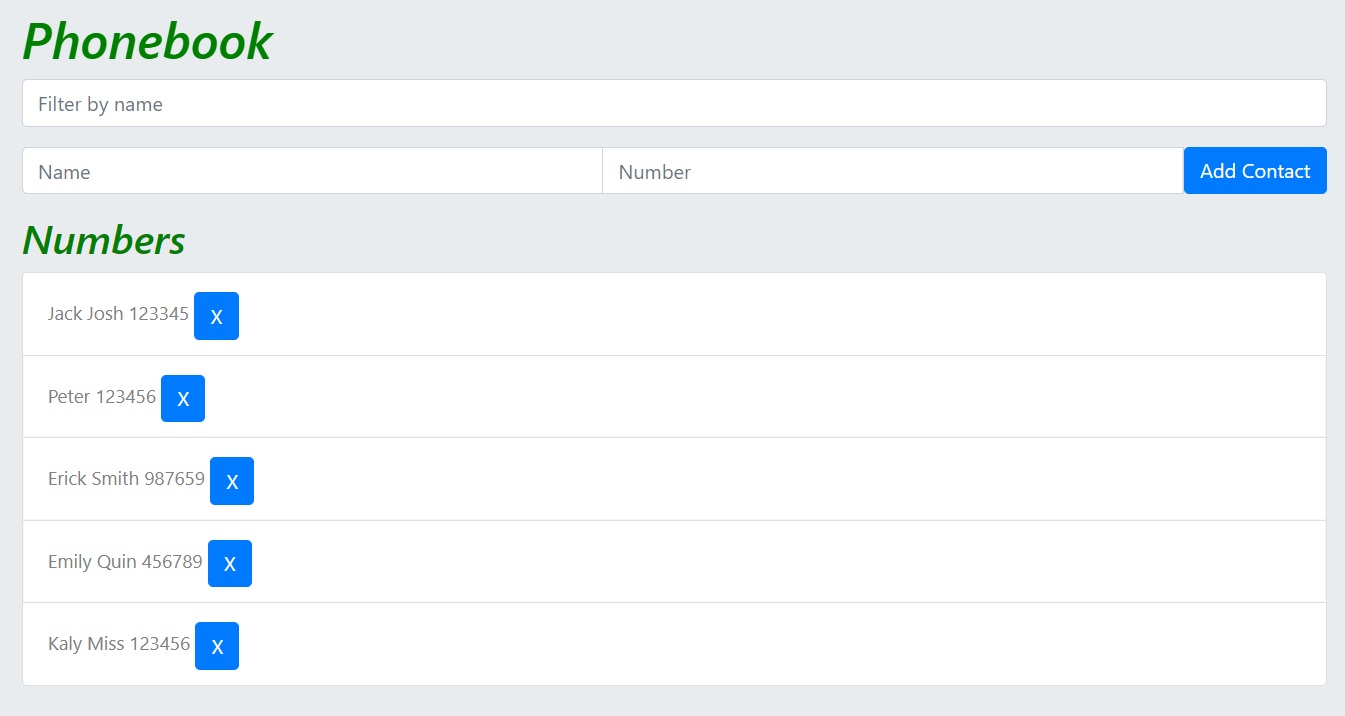 Phonebook
Filter by name
Name Number Add Contact
Numbers
Jack Josh 123345 X
Peter 123456 X
Erick Smith 987659 X
Emily Quin 456789 X
Kaly Miss 123456 X